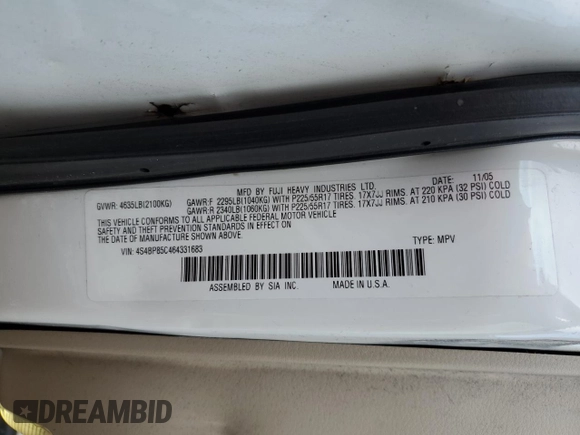 MFD. BY FUJI HEAVY INDUSTRIES LTD. DATE: 11/05
GVWR: 4635LB(2100KG) GAWR:F 2295LB(1040KG) WITH P225/55R17 TIRES. 17X7JJ RIMS. AT 220 KPA (32 PSI) COLD
GAWR:R 2340LB(1060KG) WITH P225/55R17 TIRES. 17X7JJ RIMS. AT 210 KPA (30 PSI) COLD
THIS VEHICLE CONFORMS TO ALL APPLICABLE FEDERAL MOTOR VEHICLE
SAFETY AND THEFT PREVENTION STANDARDS IN EFFECT ON
THE DATE OF MANUFACTURE SHOWN ABOVE.
VIN: 4S4BP85C464331683 TYPE: MPV
ASSEMBLED BY SIA INC. MADE IN U.S.A.
DREAMBID